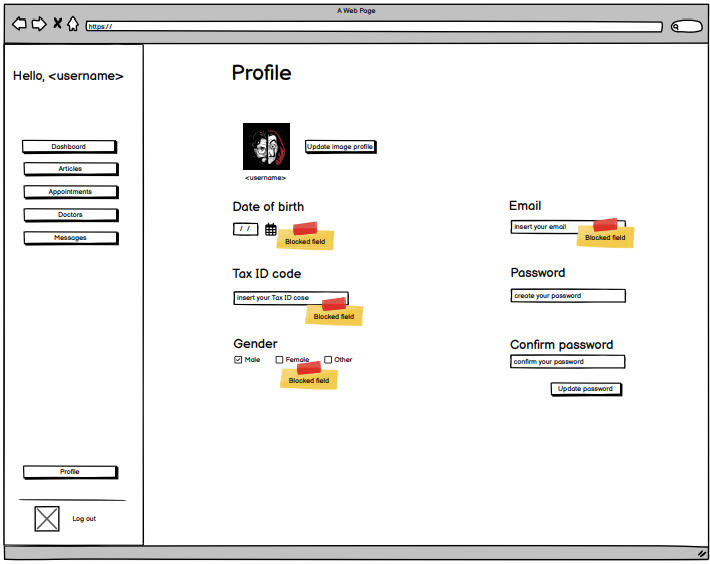 A Web Page
https://
Hello, <username>
Dashboard
Articles
Appointments
Doctors
Messages
Profile
Log out
Profile
Update image profile
<username>
Date of birth
/ /
Blocked field
Tax ID code
insert your Tax ID cose
Blocked field
Gender
Male
Female
Other
Blocked field
Email
insert your email
Blocked field
Password
create your password
Confirm password
confirm your password
Update password